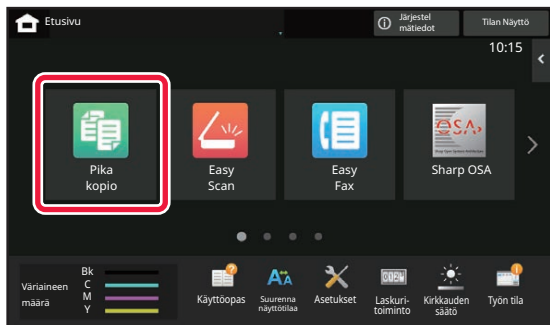 Etusivu
Järjestel
mätiedot
Tilan Näyttö
10:15
Pika
kopio
Easy
Scan
Easy
Fax
Sharp OSA
OSA
Väriaineen
määrä
Bk
C
M
Y
Käyttöopas
Suurenna
näyttötilaa
Asetukset
Laskuri-
toiminto
Kirkkauden
säätö
Työn tila